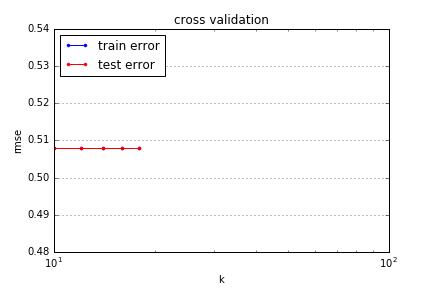 cross validation
0.54
0.53
0.52
0.51
0.50
0.49
0.48
rmse
train error
test error
10^1
10^2
k